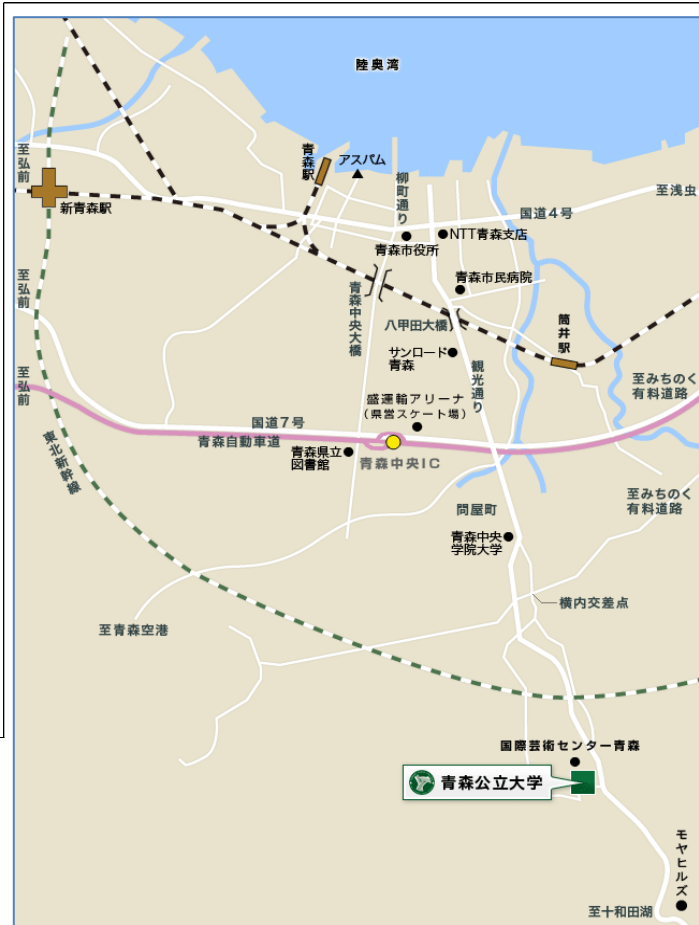 陸奥湾
至弘前
青森駅
アスパム
柳町通り
至浅虫
新青森駅
国道4号
NTT青森支店
青森市役所
至弘前
青森中央大橋
青森市民病院
八甲田大橋
筒井駅
サンロード
青森
観光通り
至弘前
至みちのく
有料道路
盛運輸アリーナ
（県営スケート場）
国道7号
青森自動車道
東北新幹線
青森県立
図書館
青森中央IC
至みちのく
有料道路
問屋町
青森中央
学院大学
横内交差点
至青森空港
国際芸術センター青森
青森公立大学
モヤヒルズ
至十和田湖